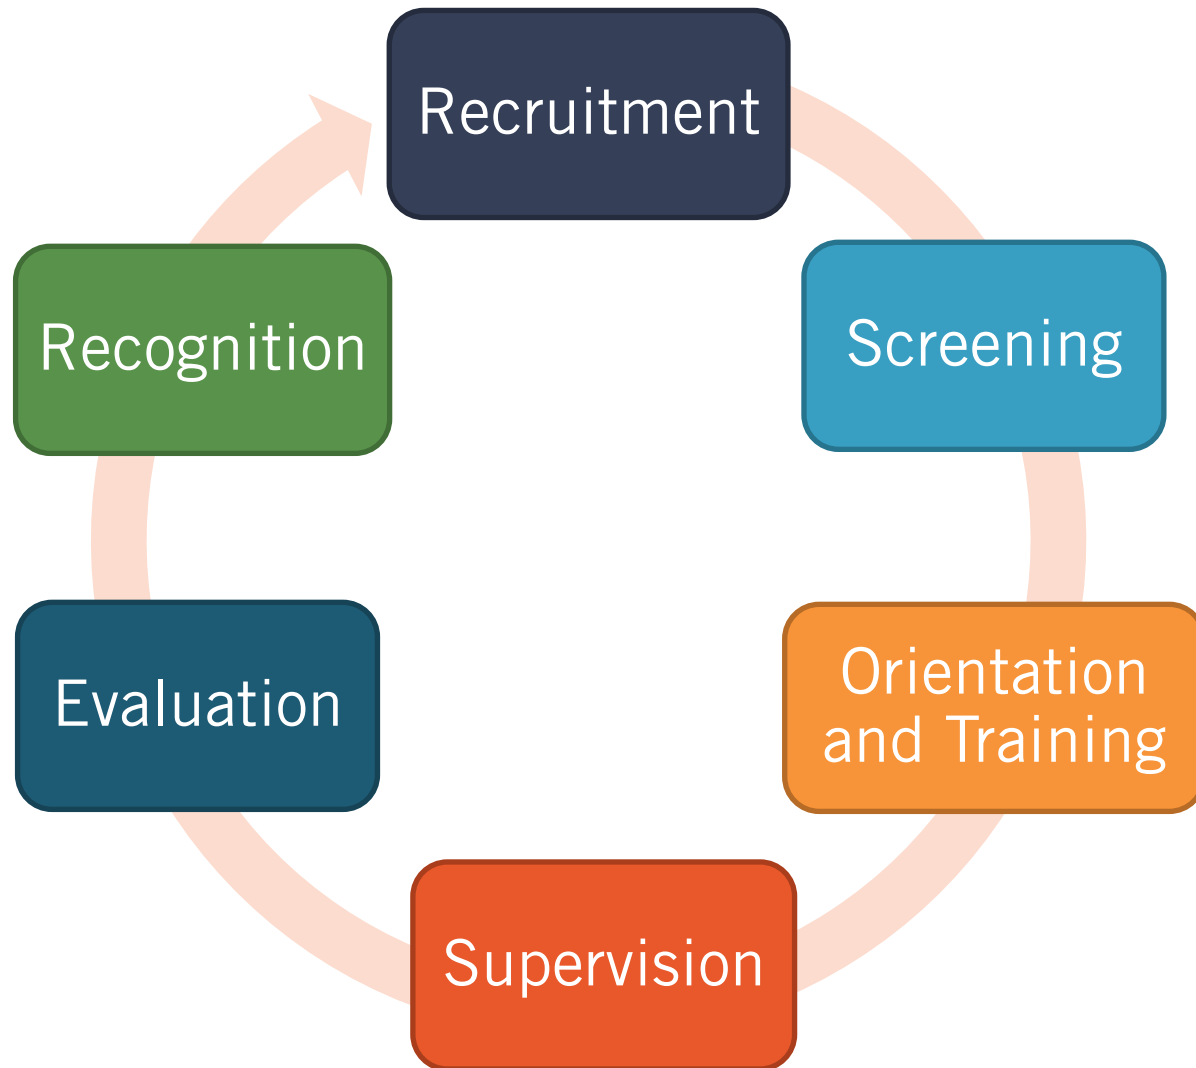 Recruitment
Screening
Orientation
and Training
Supervision
Evaluation
Recognition